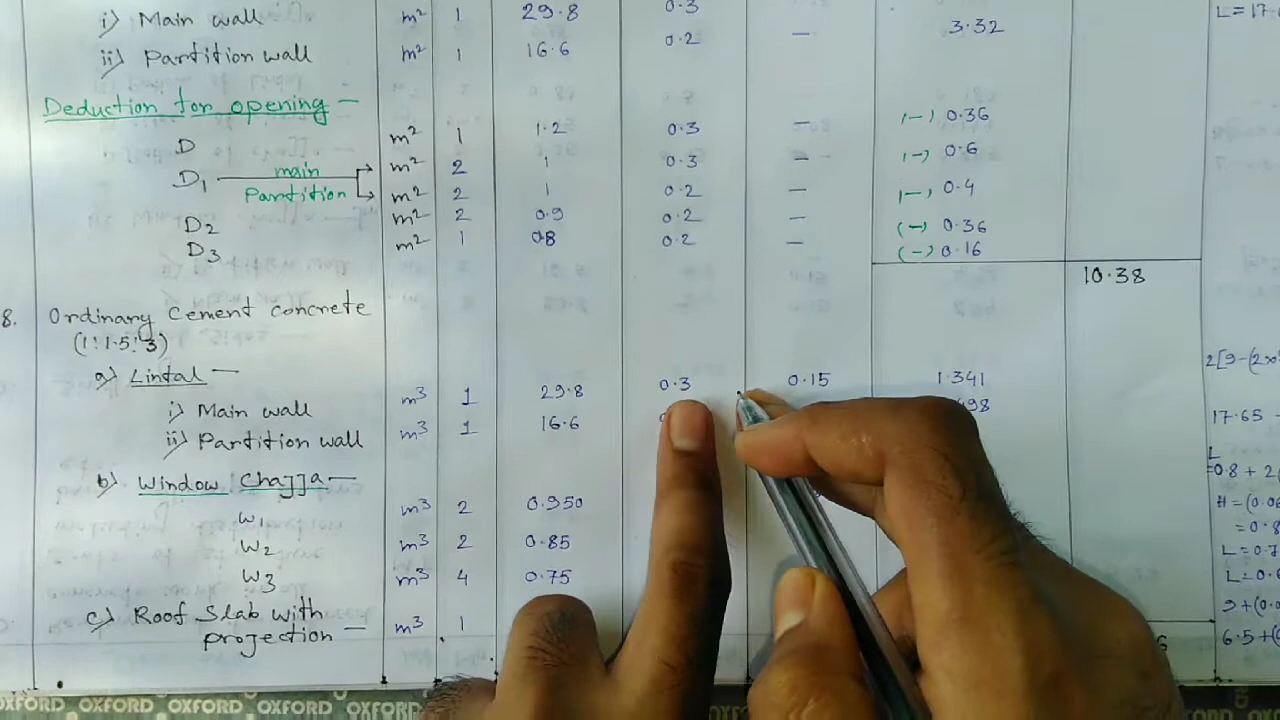 i) Main wall m² 1 29.8 0.3
ii) Partition wall m² 1 16.6 0.2 — 3.32
Deduction for opening —
D m² 1 1.2 0.3 — (-) 0.36
D₁ main m² 2 1 0.3 — (-) 0.6
Partition m² 2 1 0.2 — (-) 0.4
D₂ m² 2 0.9 0.2 — (-) 0.36
D₃ m² 1 0.8 0.2 — (-) 0.16
10.38
8. Ordinary Cement concrete
(1:1.5:3)
a) Lintal —
i) Main wall m³ 1 29.8 0.3 0.15 1.341
ii) Partition wall m³ 1 16.6
b) Window Chajja —
W₁ m³ 2 0.950
W₂ m³ 2 0.85
W₃ m³ 4 0.75
c) Roof Slab with
projection — m³ 1
17.65
OXFORD OXFORD OXFORD OXFORD OXFORD OXFORD OXFORD OXFORD